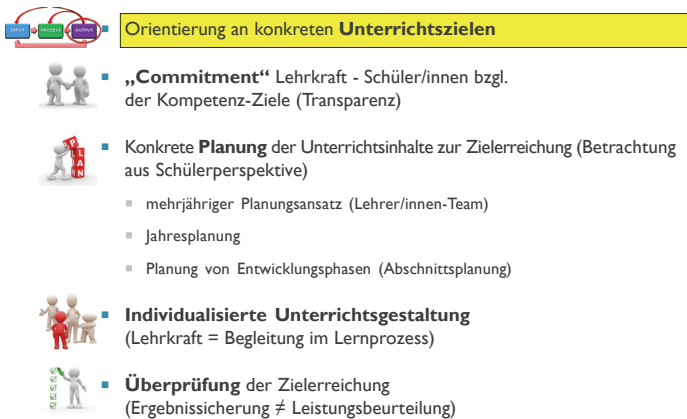 INPUT PROZESS OUTPUT
Orientierung an konkreten Unterrichtszielen
„Commitment“ Lehrkraft - Schüler/innen bzgl.
der Kompetenz-Ziele (Transparenz)
PLAN
PLAN
Konkrete Planung der Unterrichtsinhalte zur Zielerreichung (Betrachtung
aus Schülerperspektive)
mehrjähriger Planungsansatz (Lehrer/innen-Team)
Jahresplanung
Planung von Entwicklungsphasen (Abschnittsplanung)
Individualisierte Unterrichtsgestaltung
(Lehrkraft = Begleitung im Lernprozess)
Überprüfung der Zielerreichung
(Ergebnissicherung ≠ Leistungsbeurteilung)